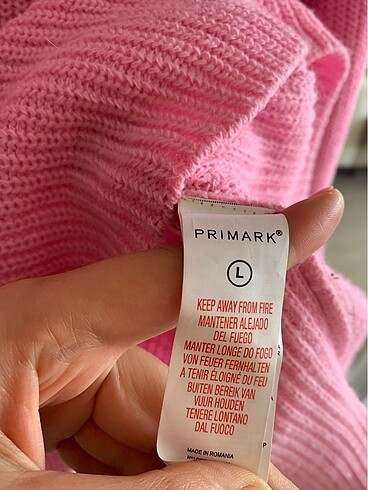 PRIMARK®
L
KEEP AWAY FROM FIRE
MANTENER ALEJADO
DEL FUEGO
MANTER LONGE DO FOGO
VON FEUER FERNHALTEN
A TENIR ÉLOIGNÉ DU FEU
BUITEN BEREIK VAN
VUUR HOUDEN
TENERE LONTANO
DAL FUOCO
MADE IN ROMANIA